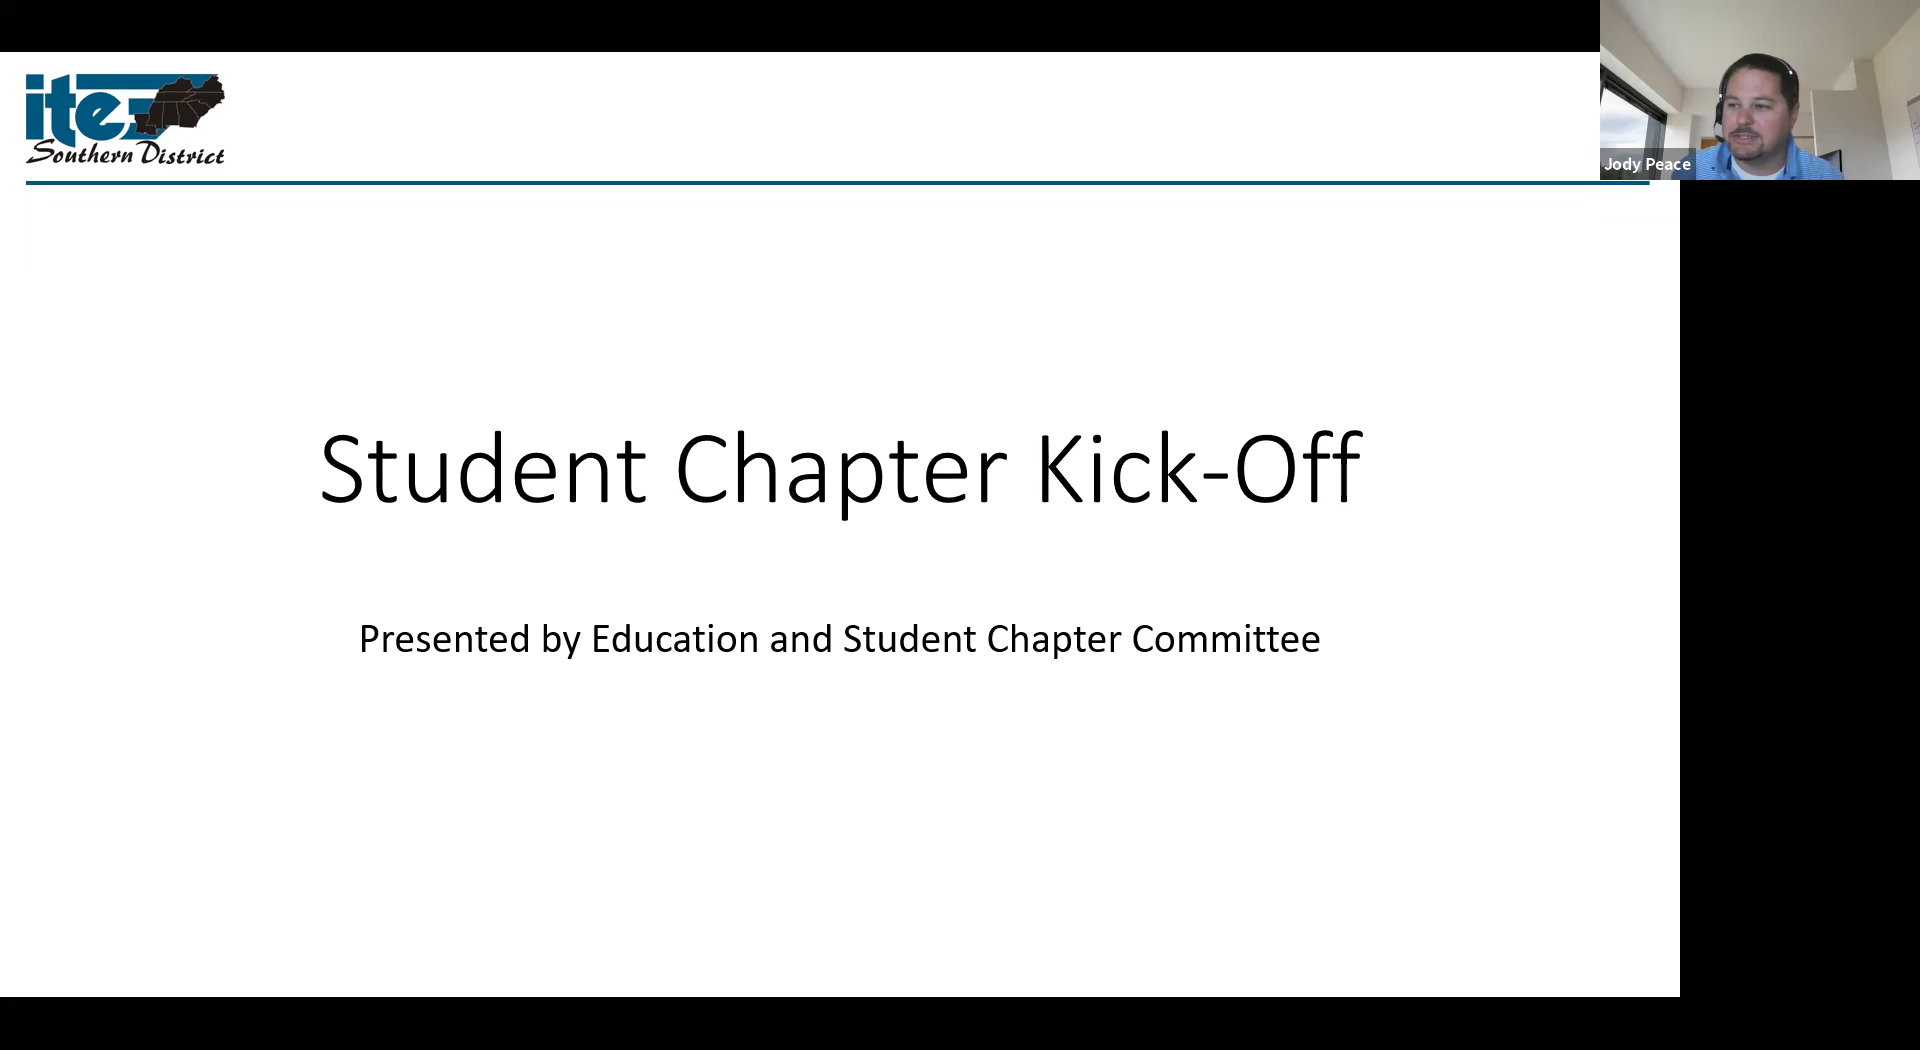 ite
Southern District
Jody Peace
Student Chapter Kick-Off
Presented by Education and Student Chapter Committee